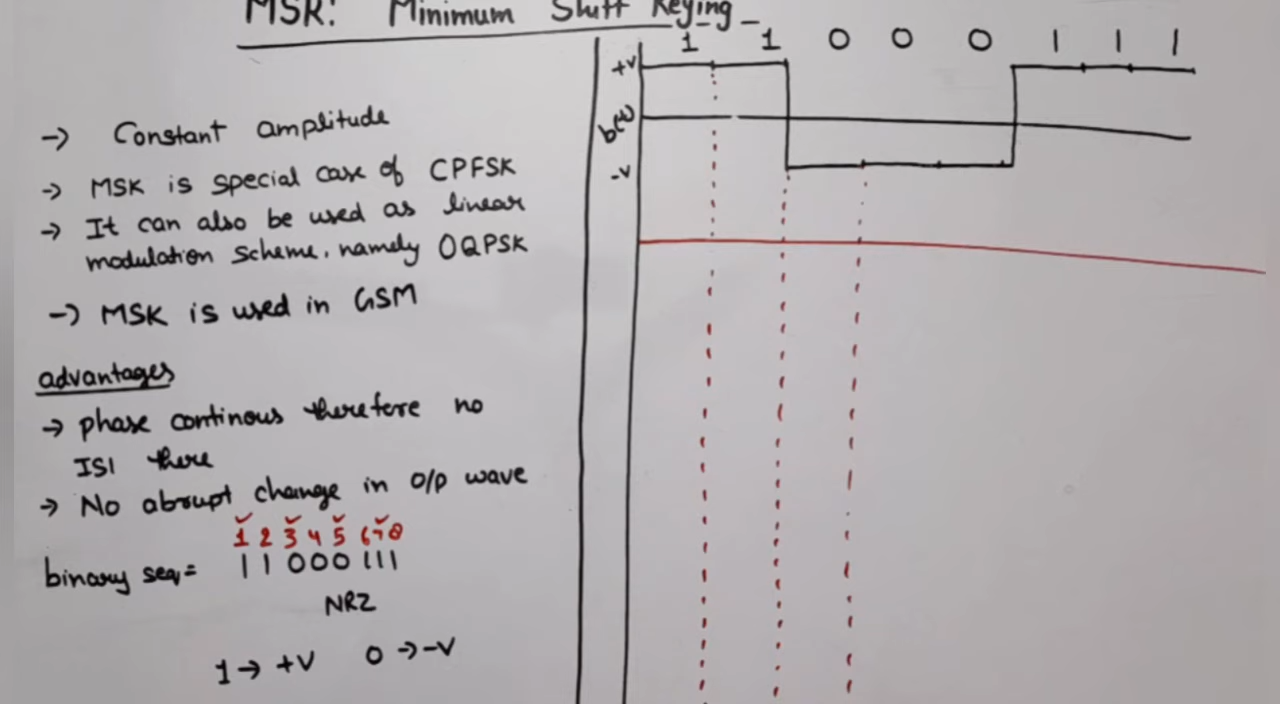 MSK: Minimum Shift Keying
-> Constant amplitude
-> MSK is special case of CPFSK
-> It can also be used as linear
modulation scheme, namely OQPSK
-> MSK is used in GSM
advantages
-> phase continous therefore no
ISI there
-> No abrupt change in o/p wave
1 2 3 4 5 6 7 8
binary seq = 1 1 0 0 0 1 1 1
NRZ
1 -> +V 0 -> -V
1 1 0 0 0 1 1 1
+V
b(t)
-V